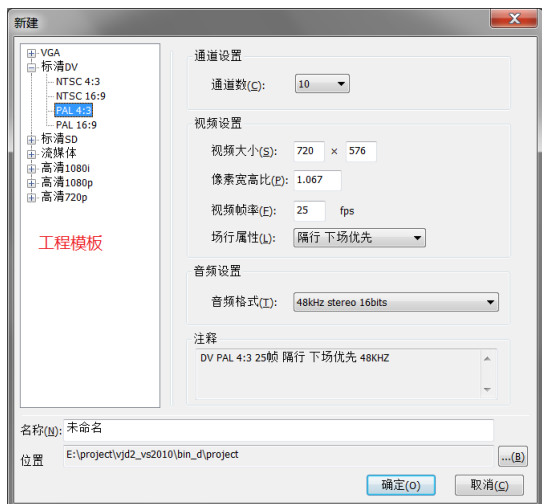 新建
VGA
标清DV
NTSC 4:3
NTSC 16:9
PAL 4:3
PAL 16:9
标清SD
流媒体
高清1080i
高清1080p
高清720p
工程模板
通道设置
通道数(C): 10
视频设置
视频大小(S): 720 × 576
像素宽高比(P): 1.067
视频帧率(F): 25 fps
场行属性(L): 隔行 下场优先
音频设置
音频格式(T): 48kHz stereo 16bits
注释
DV PAL 4:3 25帧 隔行 下场优先 48KHZ
名称(N): 未命名
位置 E:\project\vjd2_vs2010\bin_d\project ...(B)
确定(O) 取消(C)